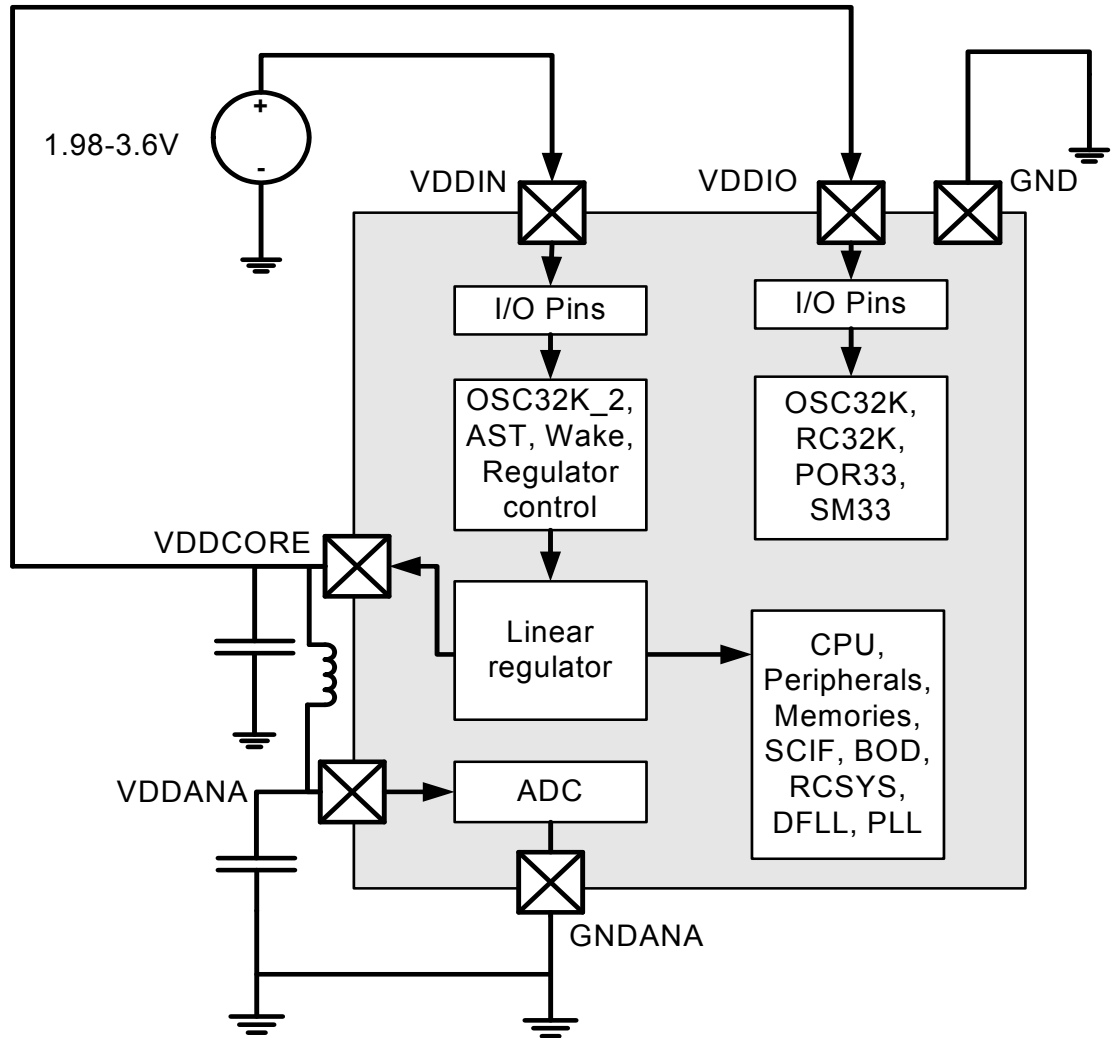 +
1.98-3.6V
-
VDDIN
VDDIO
GND
I/O Pins
I/O Pins
OSC32K_2,
AST, Wake,
Regulator
control
OSC32K,
RC32K,
POR33,
SM33
VDDCORE
Linear
regulator
CPU,
Peripherals,
Memories,
SCIF, BOD,
RCSYS,
DFLL, PLL
VDDANA
ADC
GNDANA